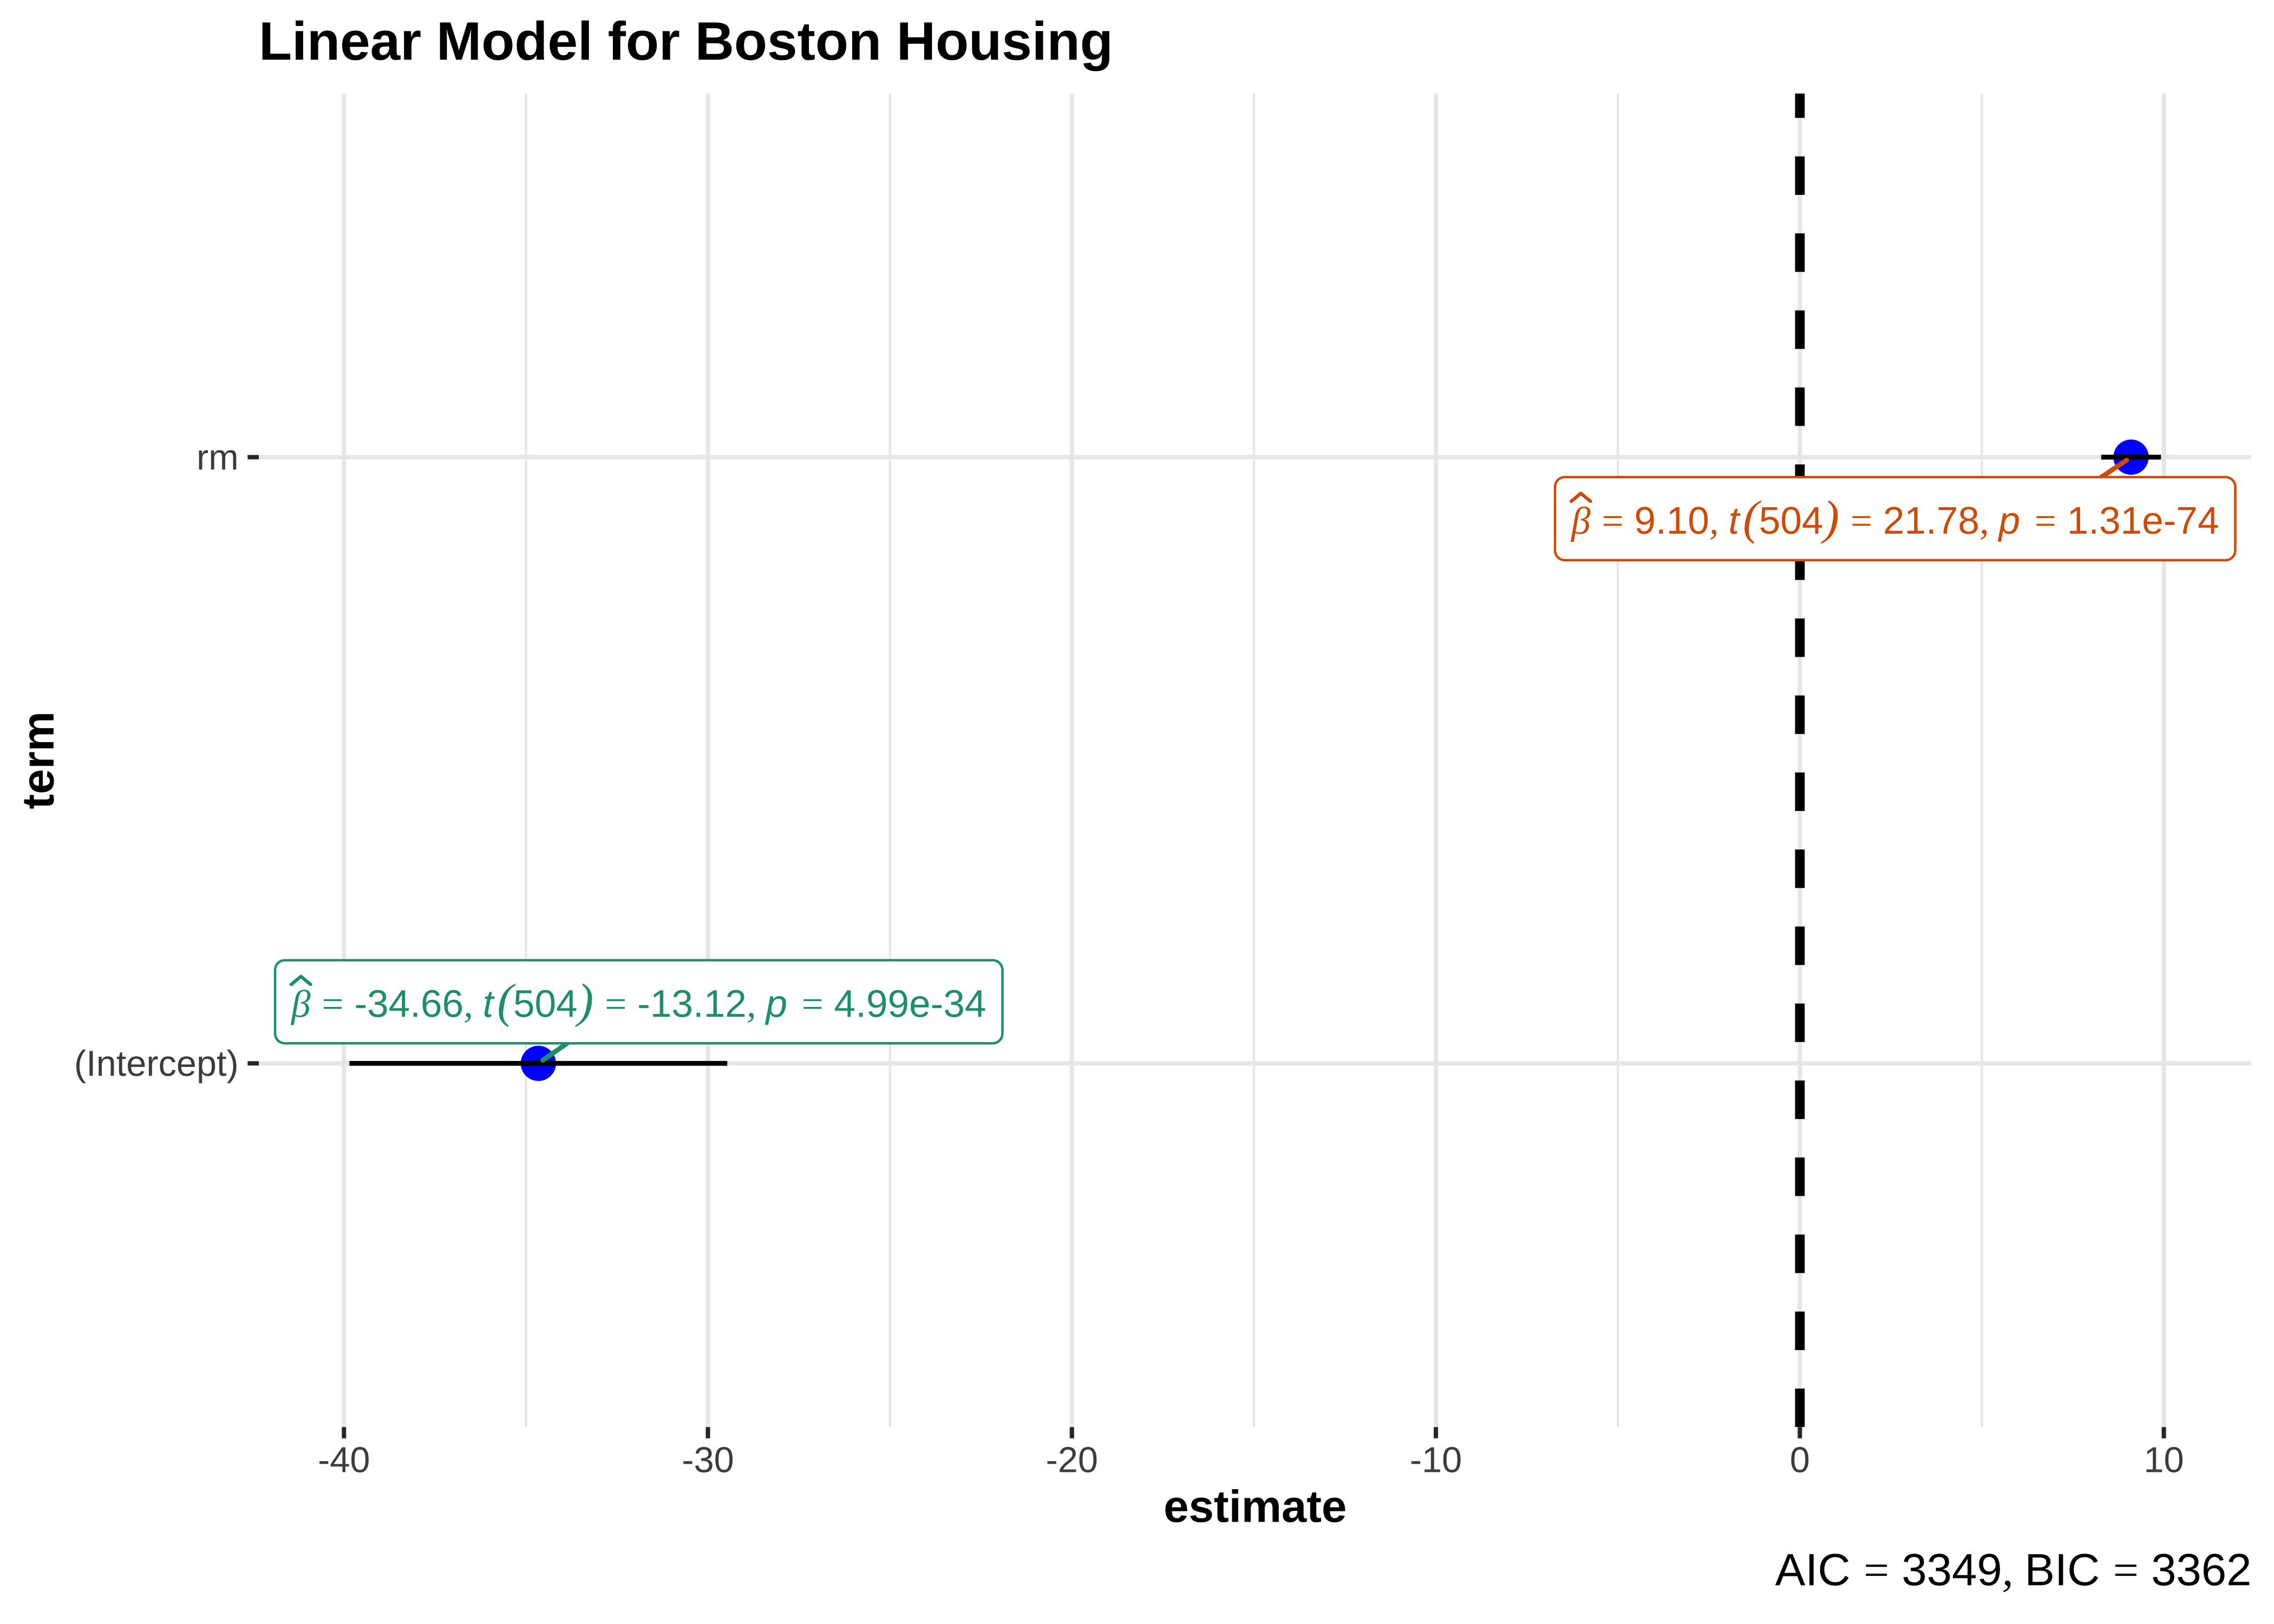 Linear Model for Boston Housing
term
rm
β̂ = 9.10, t(504) = 21.78, p = 1.31e-74
β̂ = -34.66, t(504) = -13.12, p = 4.99e-34
(Intercept)
-40 -30 -20 -10 0 10
estimate
AIC = 3349, BIC = 3362